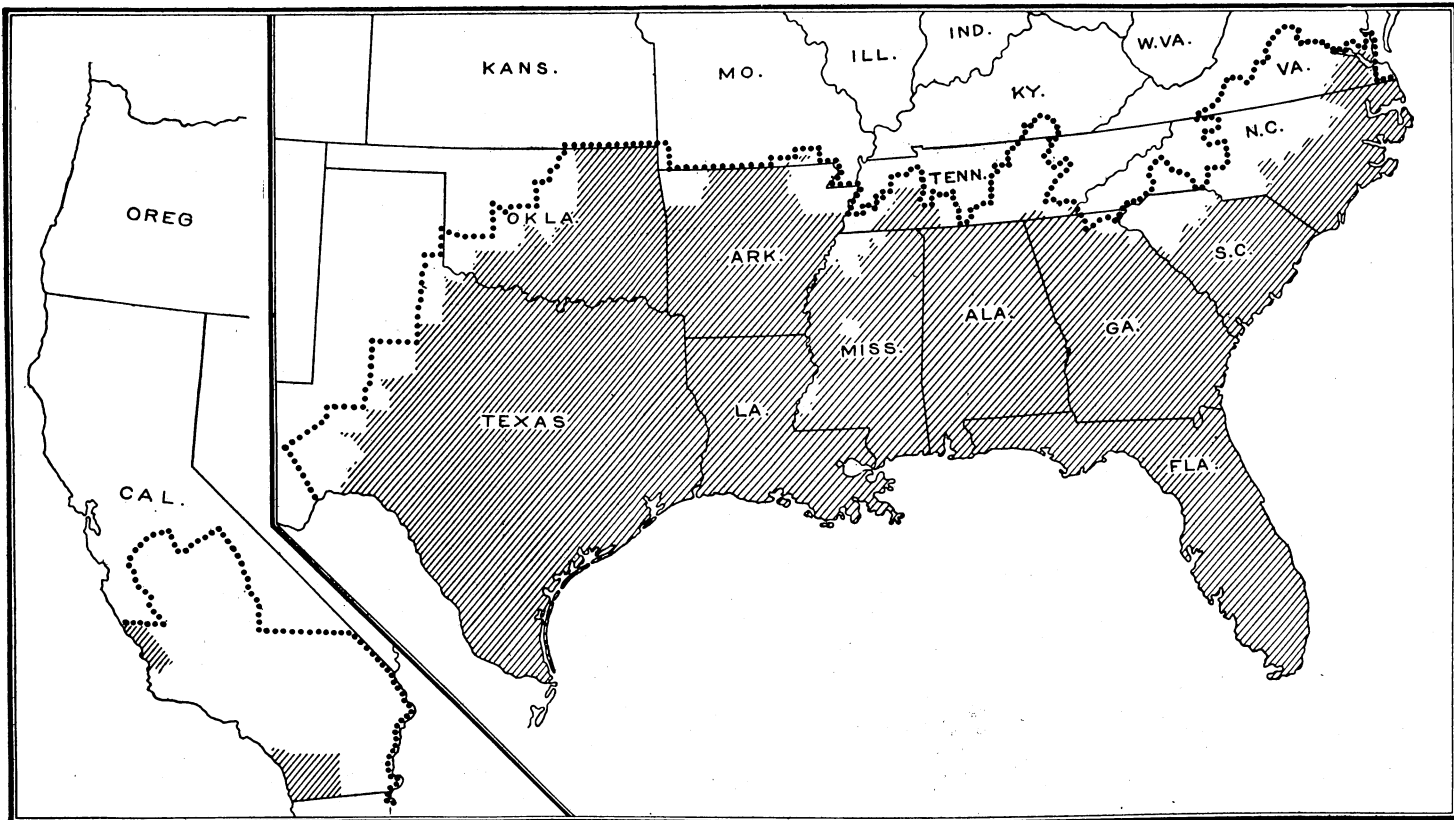 OREG
CAL.
KANS.
MO.
ILL.
IND.
W.VA.
KY.
VA.
N.C.
TENN.
OKLA.
ARK.
S.C.
TEXAS
LA.
MISS.
ALA.
GA.
FLA.